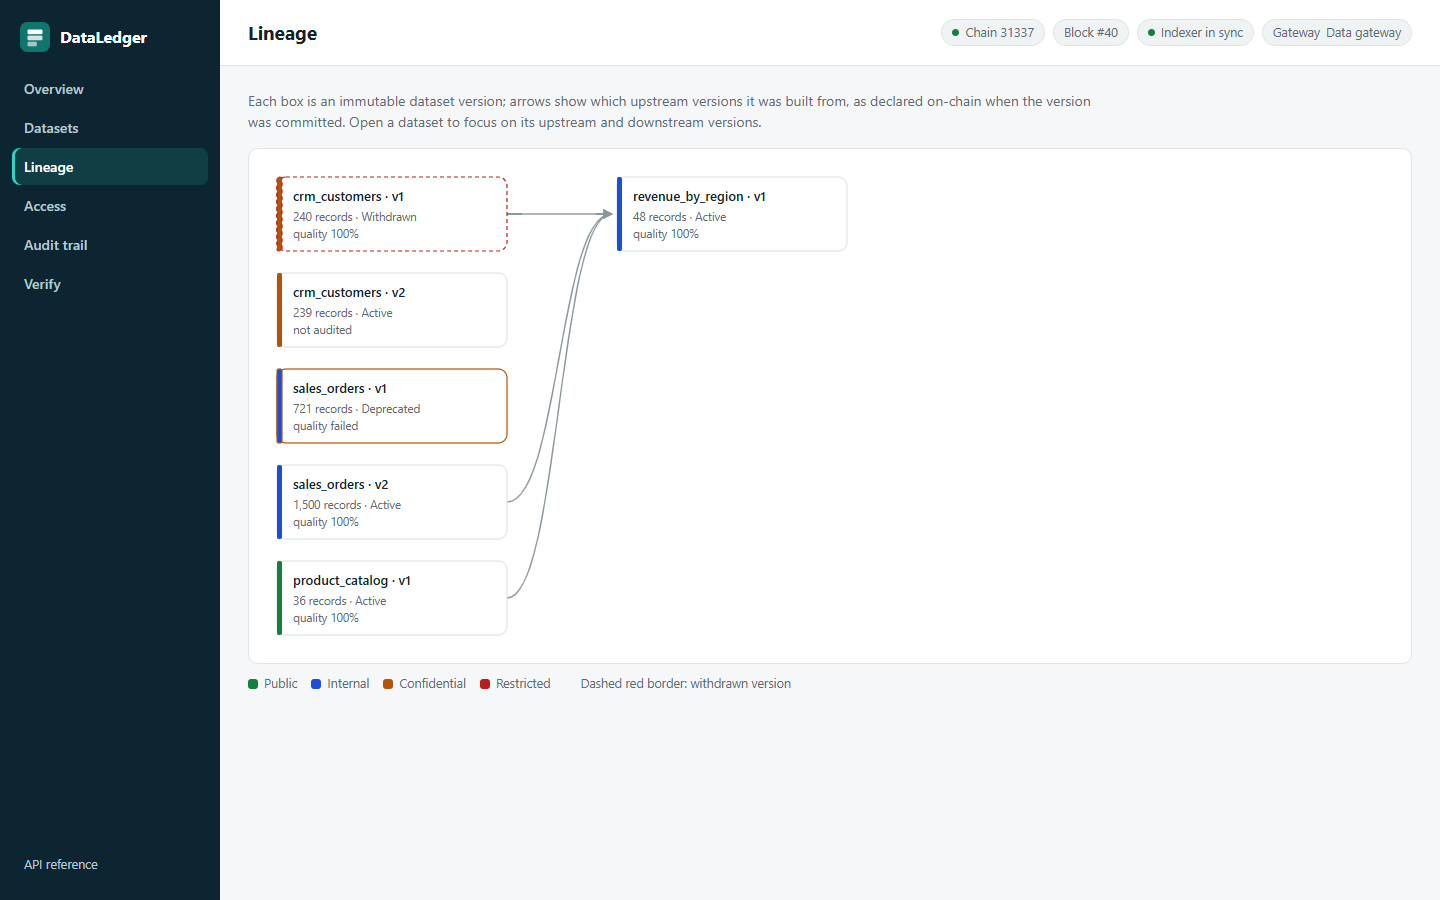 DataLedger
Overview
Datasets
Lineage
Access
Audit trail
Verify
API reference
Lineage
Chain 31337
Block #40
Indexer in sync
Gateway Data gateway
Each box is an immutable dataset version; arrows show which upstream versions it was built from, as declared on-chain when the version
was committed. Open a dataset to focus on its upstream and downstream versions.
crm_customers · v1
240 records · Withdrawn
quality 100%
revenue_by_region · v1
48 records · Active
quality 100%
crm_customers · v2
239 records · Active
not audited
sales_orders · v1
721 records · Deprecated
quality failed
sales_orders · v2
1,500 records · Active
quality 100%
product_catalog · v1
36 records · Active
quality 100%
Public
Internal
Confidential
Restricted
Dashed red border: withdrawn version